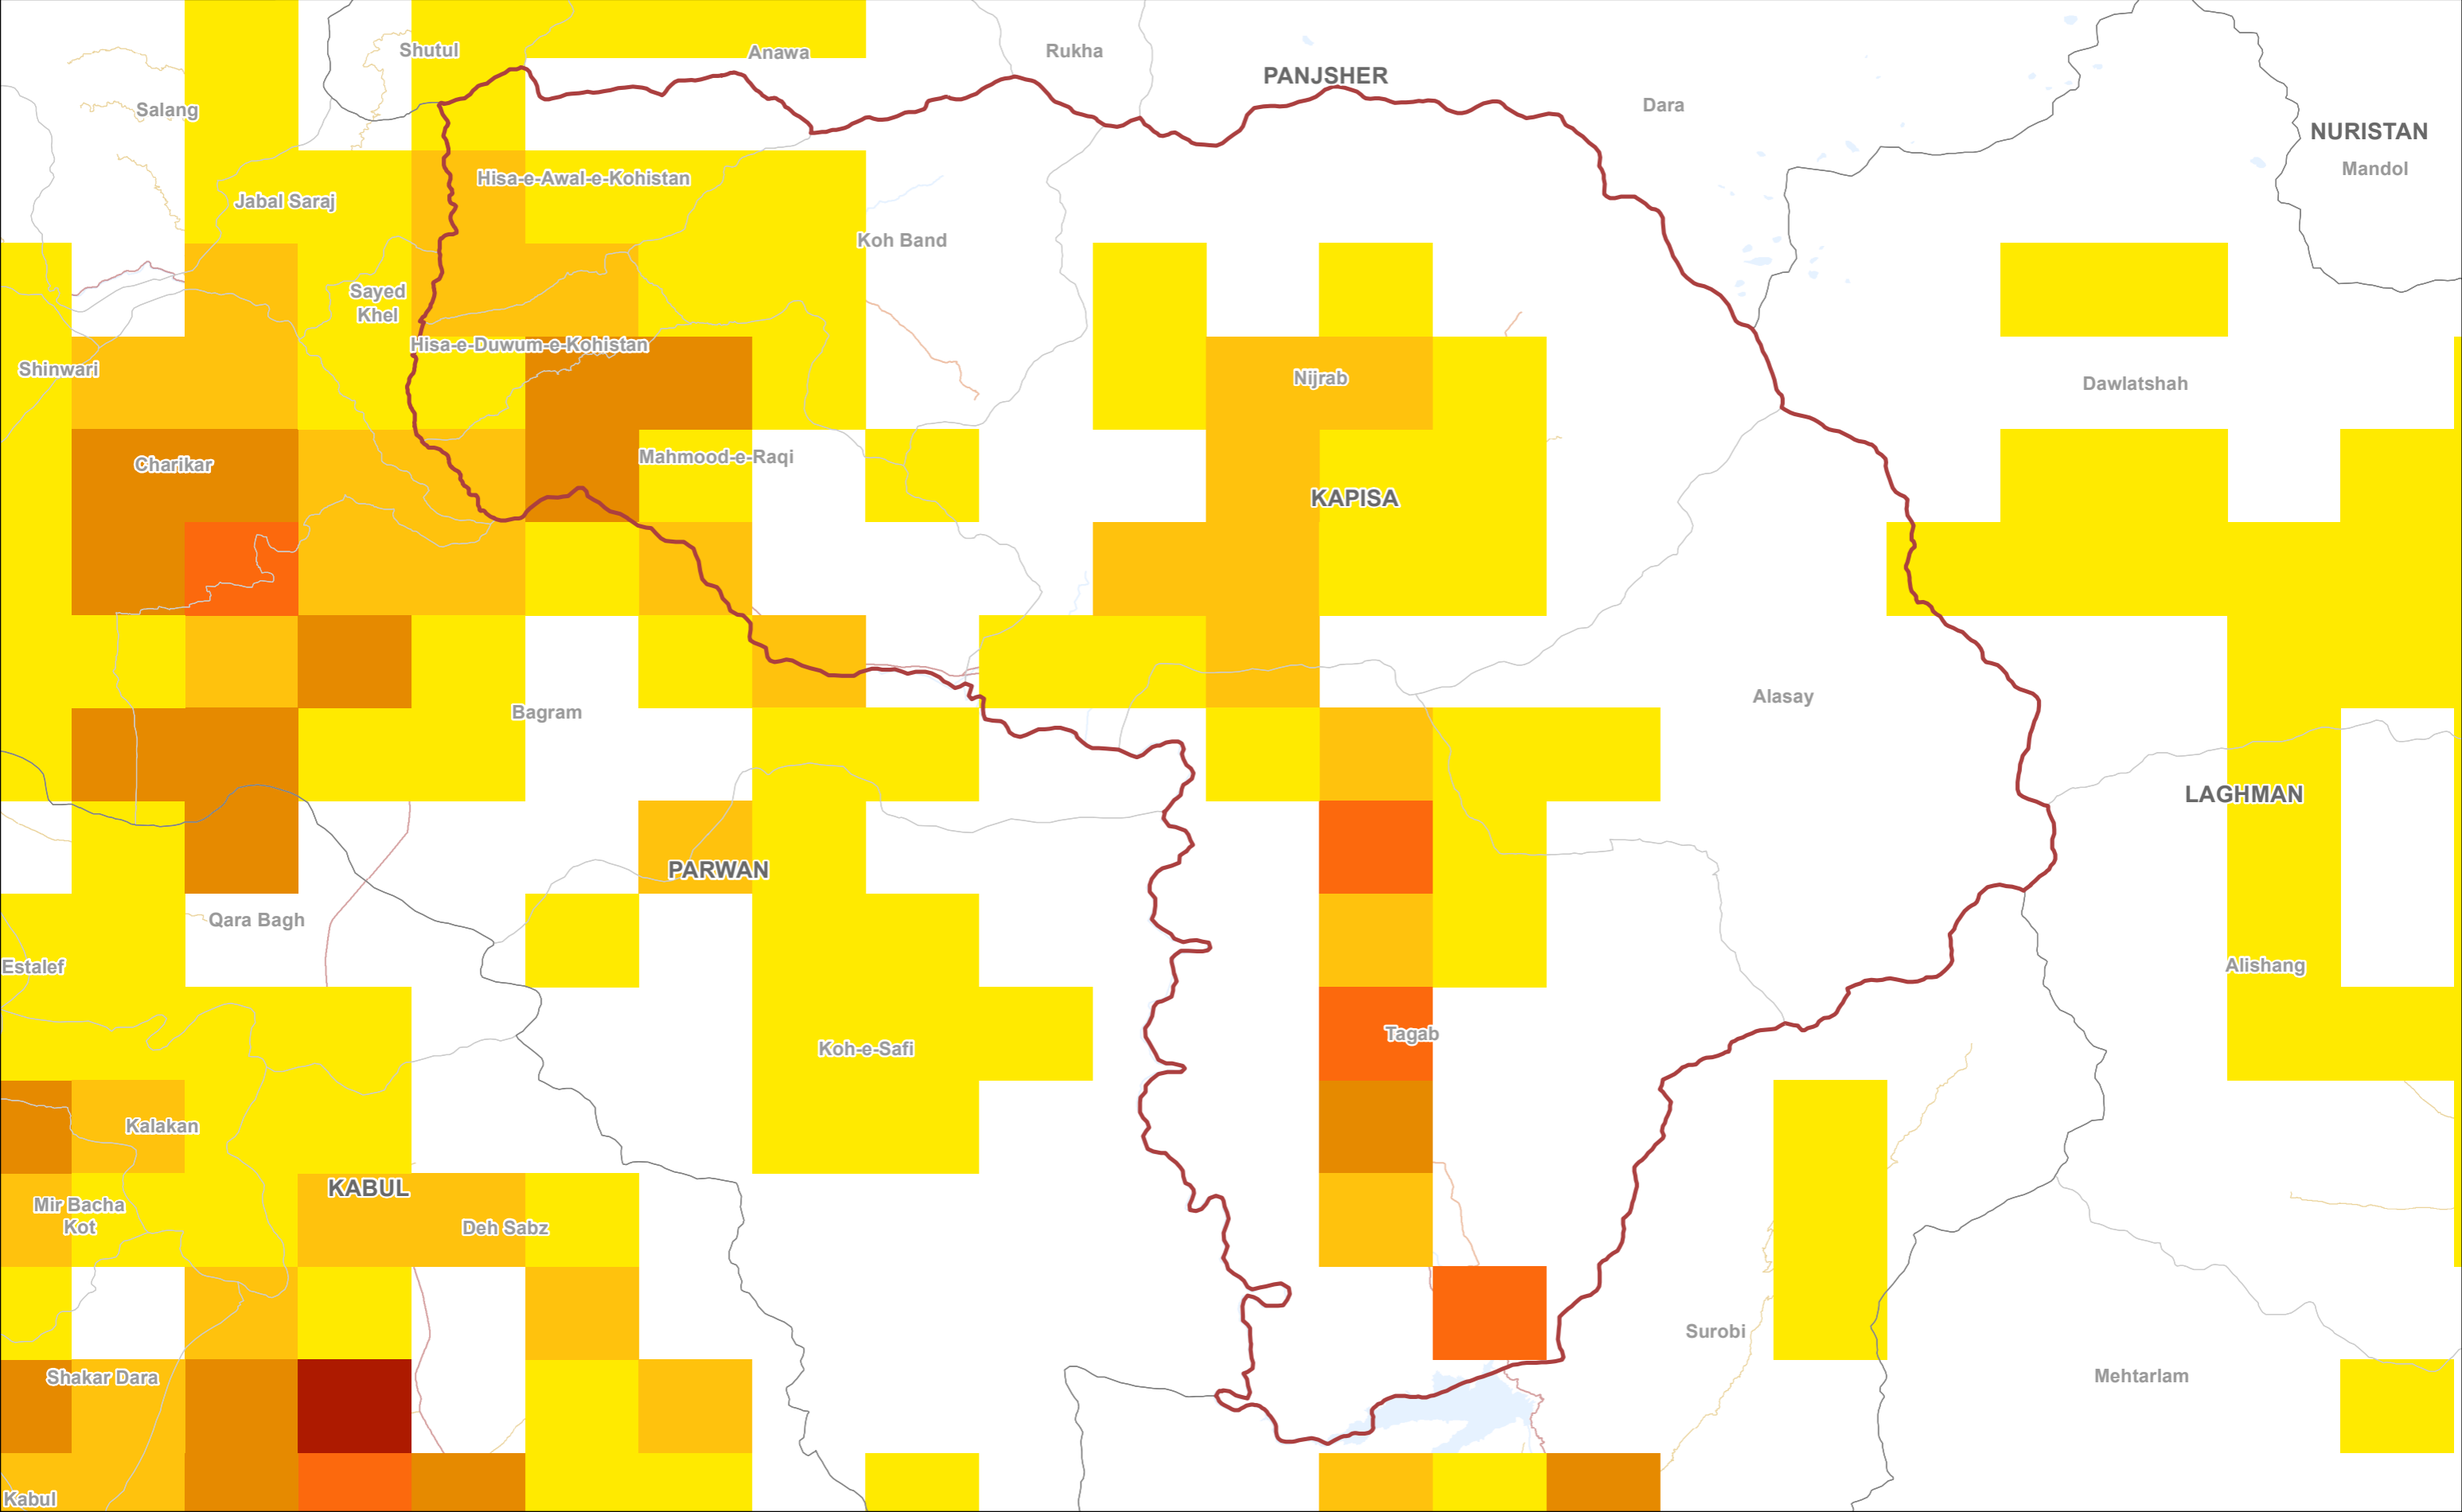 Shutul
Anawa
Rukha
PANJSHER
Dara
Salang
NURISTAN
Mandol
Hisa-e-Awal-e-Kohistan
Jabal Saraj
Koh Band
Sayed
Khel
Hisa-e-Duwum-e-Kohistan
Shinwari
Nijrab
Dawlatshah
Charikar
Mahmood-e-Raqi
KAPISA
Alasay
Bagram
LAGHMAN
PARWAN
Qara Bagh
Estalef
Alishang
Tagab
Koh-e-Safi
Kalakan
KABUL
Mir Bacha
Kot
Deh Sabz
Surobi
Shakar Dara
Mehtarlam
Kabul